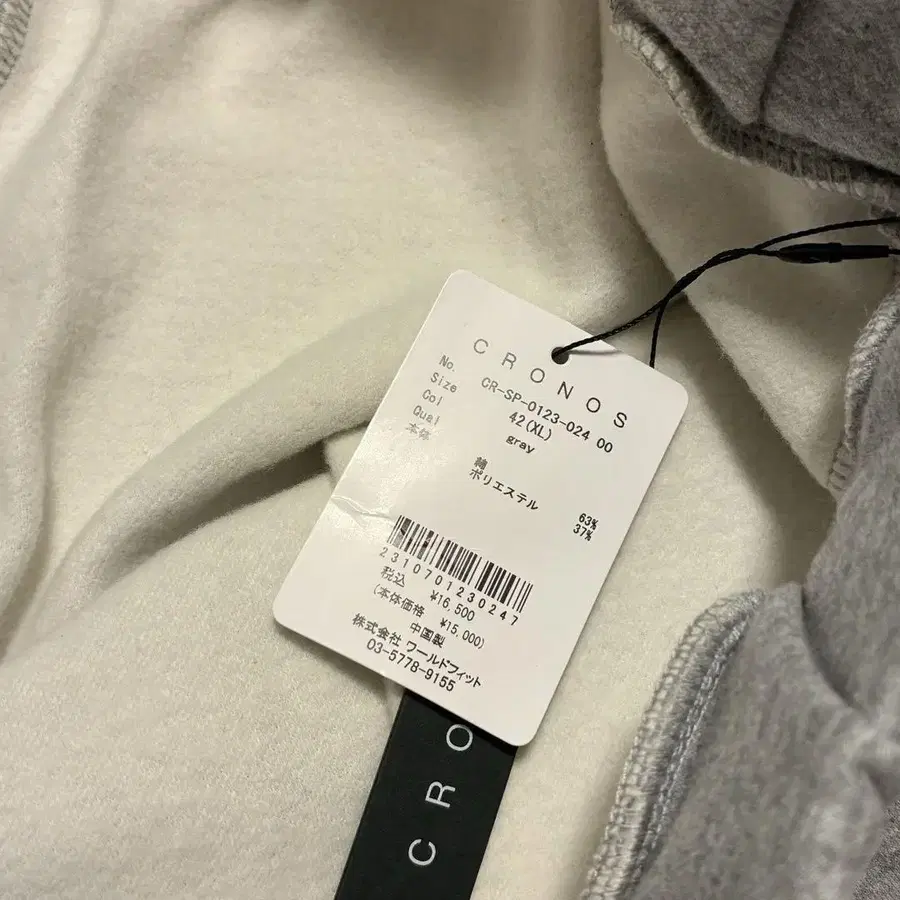 CRONOS
No. CR-SP-0123-024 00
Size 42(XL)
Col gray
Qual
本体
綿 63%
ポリエステル 37%
2310701230247
税込 ¥16,500
(本体価格 ¥15,000)
中国製
株式会社 ワールドフィット
03-5778-9155
CRO